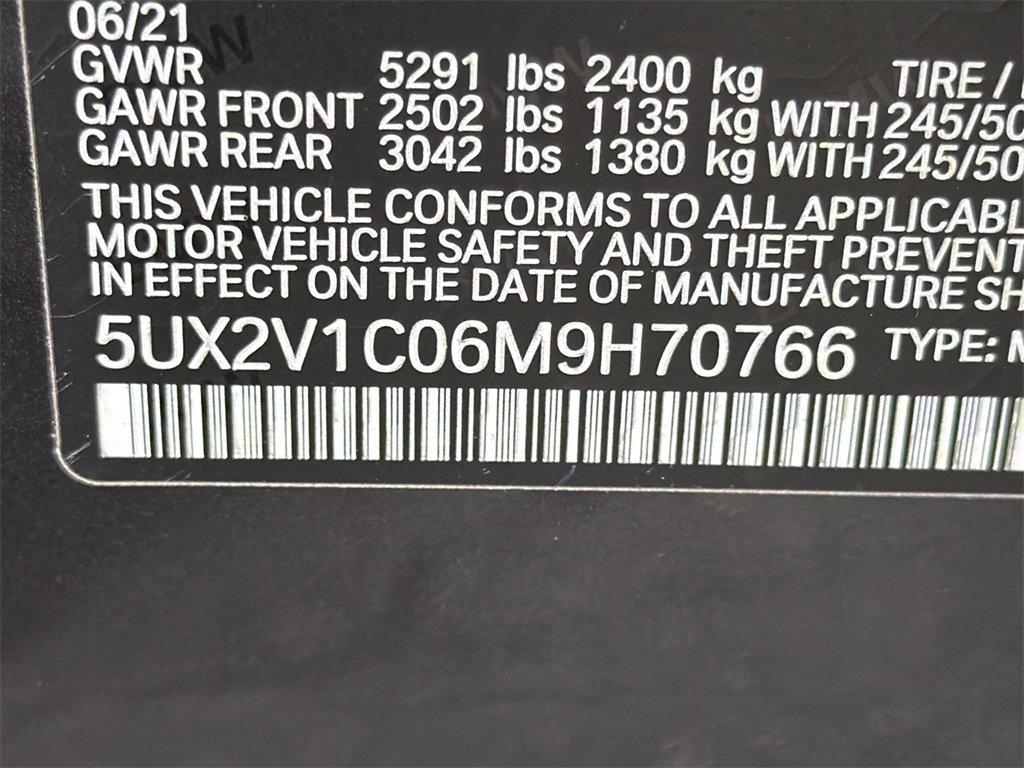 06/21
GVWR 5291 lbs 2400 kg TIRE /
GAWR FRONT 2502 lbs 1135 kg WITH 245/50
GAWR REAR 3042 lbs 1380 kg WITH 245/50
THIS VEHICLE CONFORMS TO ALL APPLICABL
MOTOR VEHICLE SAFETY AND THEFT PREVENT
IN EFFECT ON THE DATE OF MANUFACTURE SH
5UX2V1C06M9H70766 TYPE: M